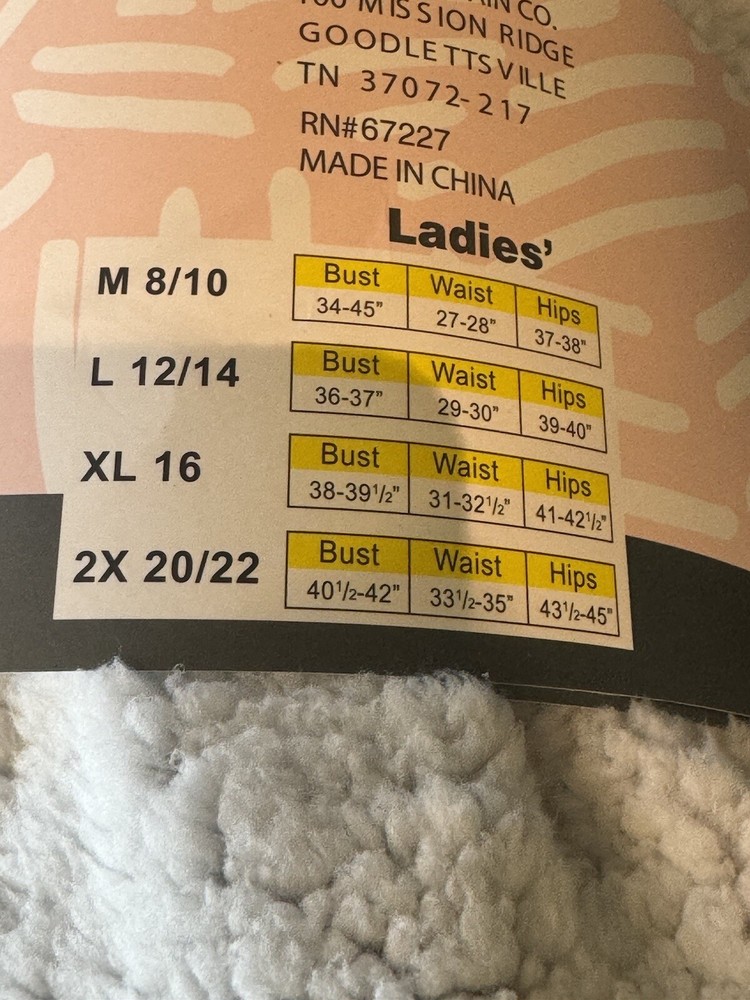 CO.
MISSION RIDGE
GOODLETTSVILLE
TN 37072-217
RN#67227
MADE IN CHINA
Ladies’
M 8/10
Bust Waist Hips
34-45” 27-28” 37-38”
L 12/14
Bust Waist Hips
36-37” 29-30” 39-40”
XL 16
Bust Waist Hips
38-39½” 31-32½” 41-42½”
2X 20/22
Bust Waist Hips
40½-42” 33½-35” 43½-45”